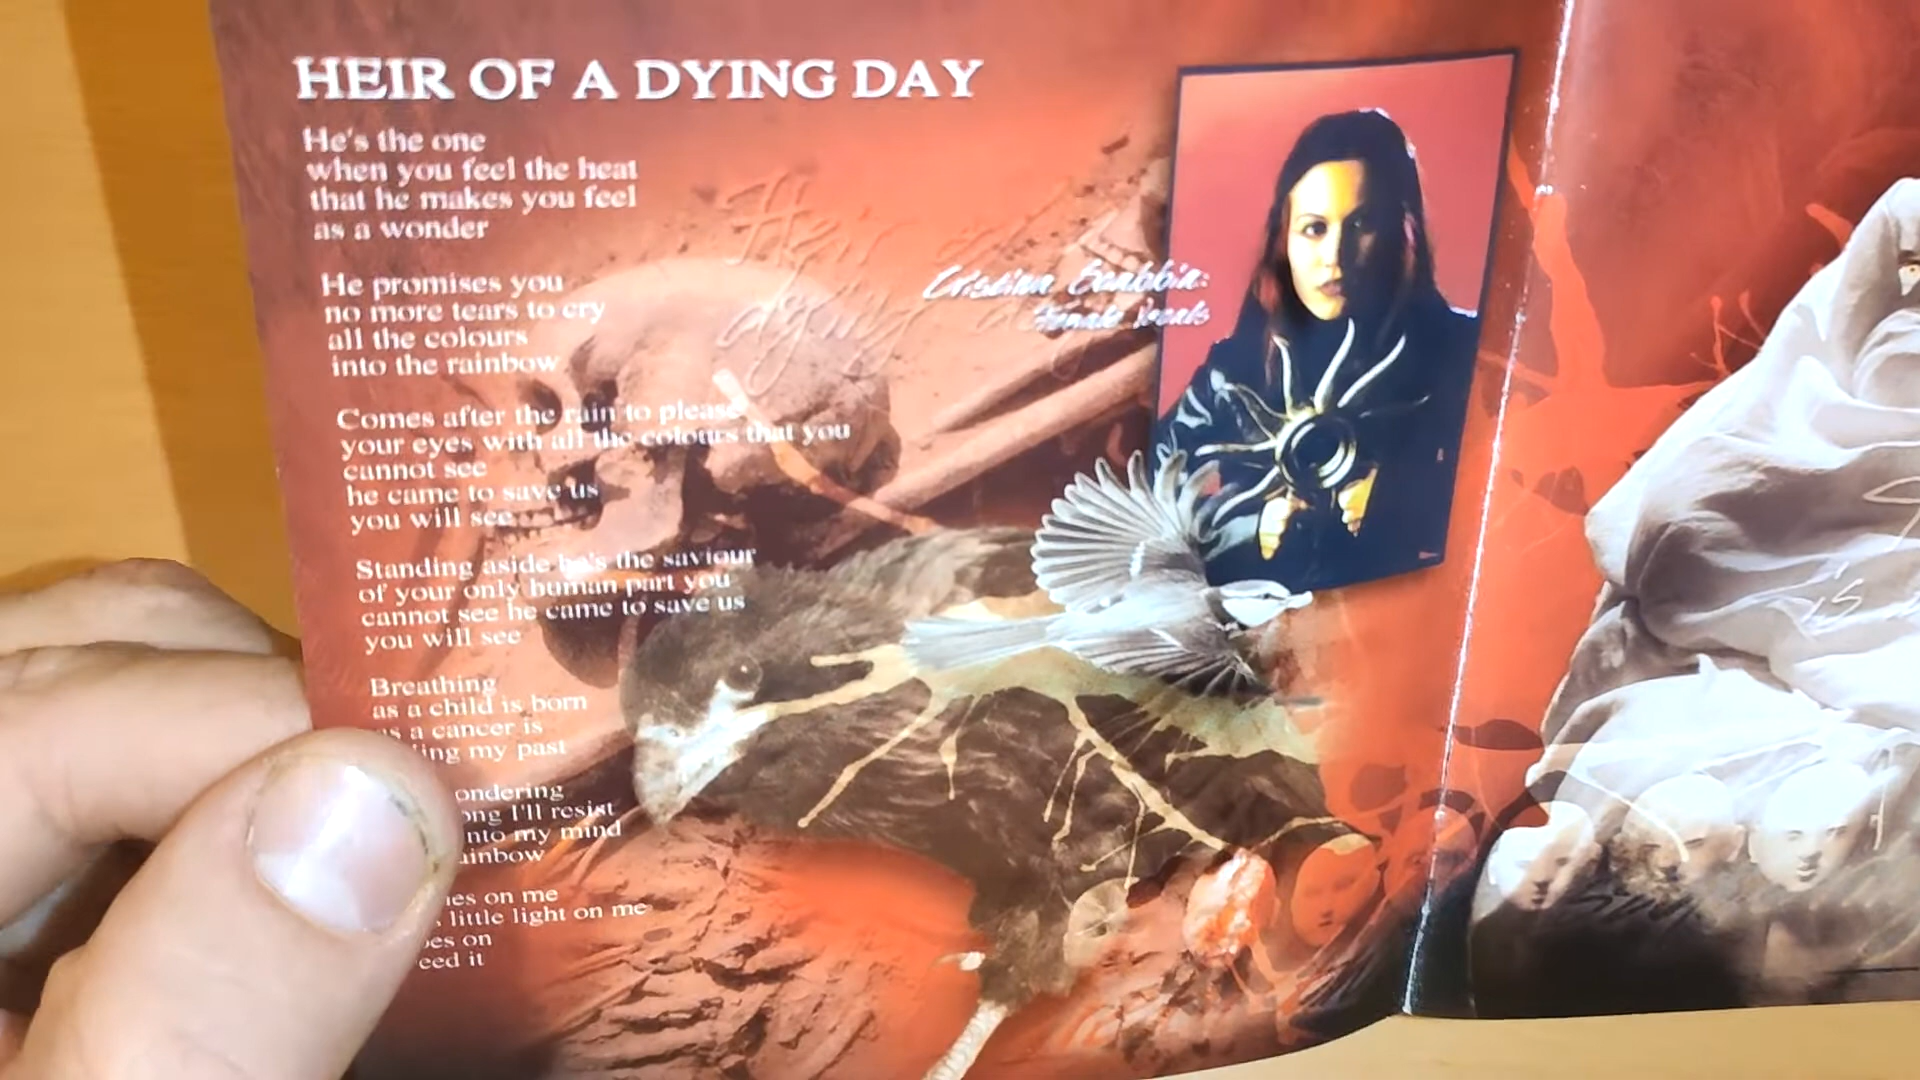 HEIR OF A DYING DAY
He's the one
when you feel the heat
that he makes you feel
as a wonder
He promises you
no more tears to cry
all the colours
into the rainbow
Comes after the rain to please
your eyes with all the colours that you
cannot see
he came to save us
you will see
Standing aside he's the saviour
of your only human part you
cannot see he came to save us
you will see
Breathing
as a child is born
as a cancer is
my past
I'll resist
my mind
on me
little light on me
on
it
Heir of a
dying
female vocals
is